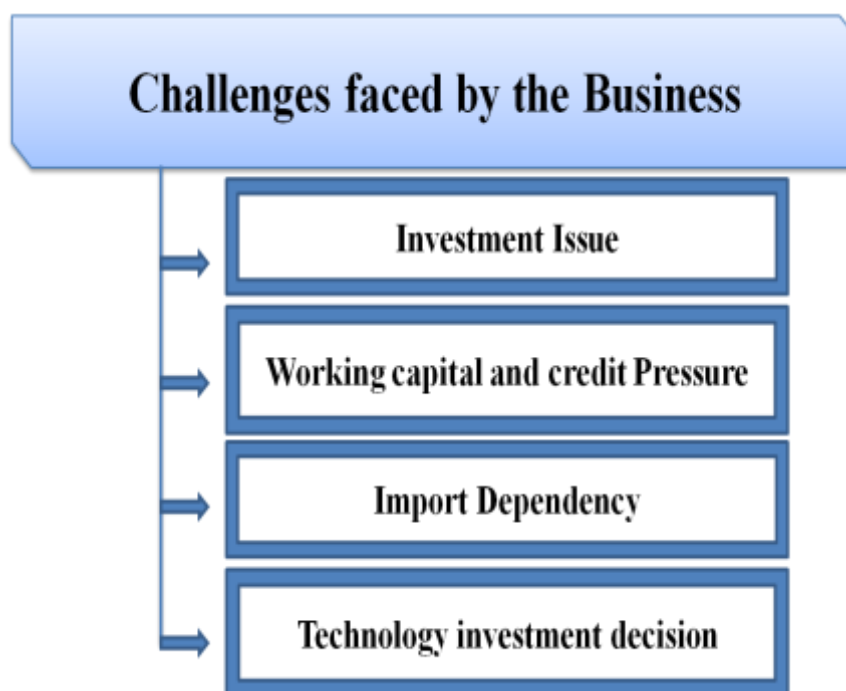 Challenges faced by the Business
Investment Issue
Working capital and credit Pressure
Import Dependency
Technology investment decision